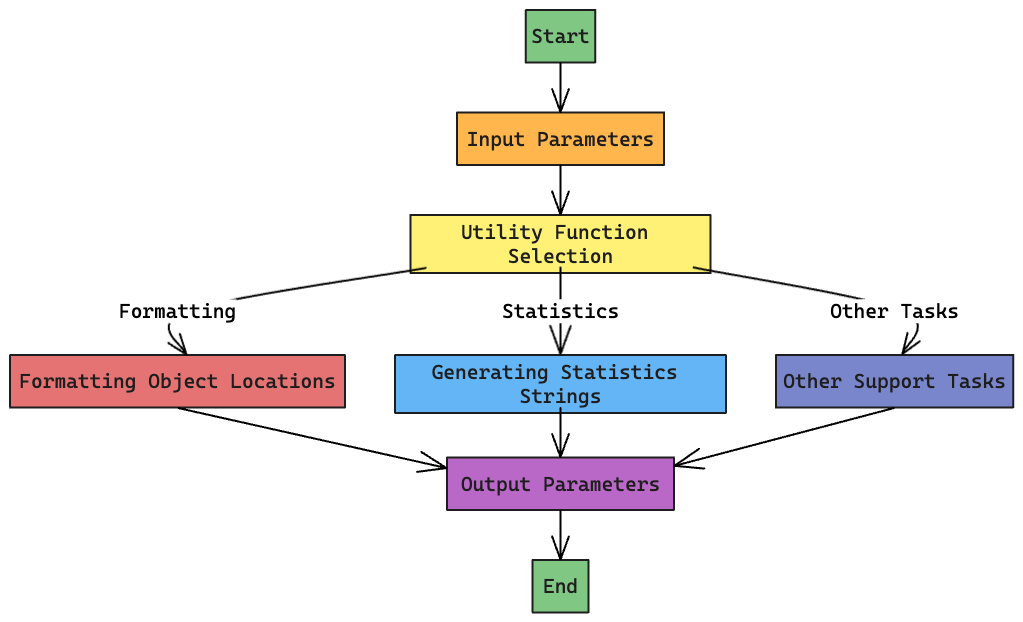 Start
Input Parameters
Utility Function
Selection
Formatting
Statistics
Other Tasks
Formatting Object Locations
Generating Statistics
Strings
Other Support Tasks
Output Parameters
End